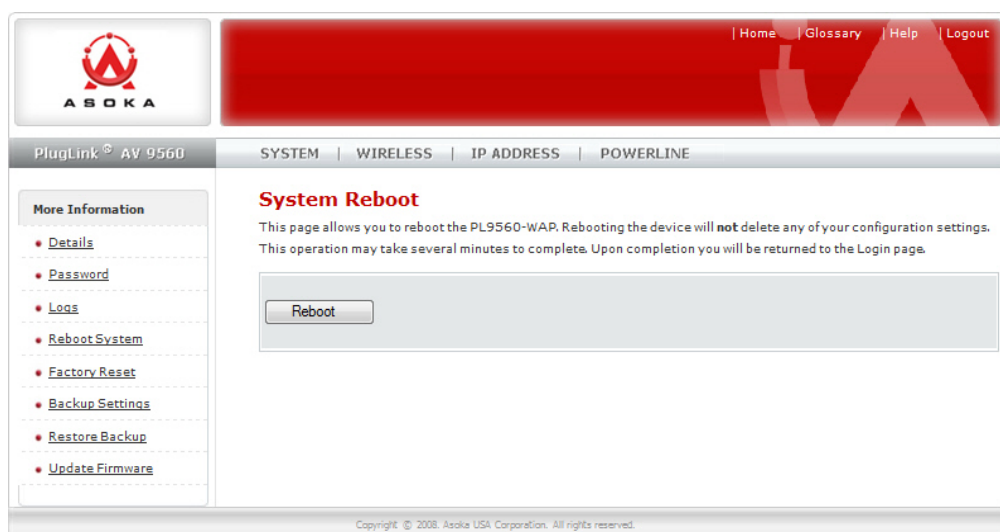 | Home | Glossary | Help | Logout
ASOKA
PlugLink ® AV 9560
SYSTEM | WIRELESS | IP ADDRESS | POWERLINE
More Information
Details
Password
Logs
Reboot System
Factory Reset
Backup Settings
Restore Backup
Update Firmware
System Reboot
This page allows you to reboot the PL9560-WAP. Rebooting the device will not delete any of your configuration settings.
This operation may take several minutes to complete. Upon completion you will be returned to the Login page.
Reboot
Copyright © 2008. Asoka USA Corporation. All rights reserved.